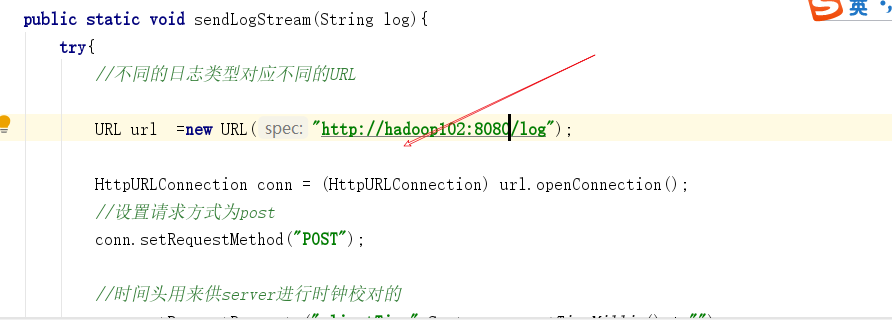 public static void sendLogStream(String log){
try{
//不同的日志类型对应不同的URL
URL url =new URL( spec: "http://hadoop102:8080/log");
HttpURLConnection conn = (HttpURLConnection) url.openConnection();
//设置请求方式为post
conn.setRequestMethod("POST");
//时间头用来供server进行时钟校对的
英